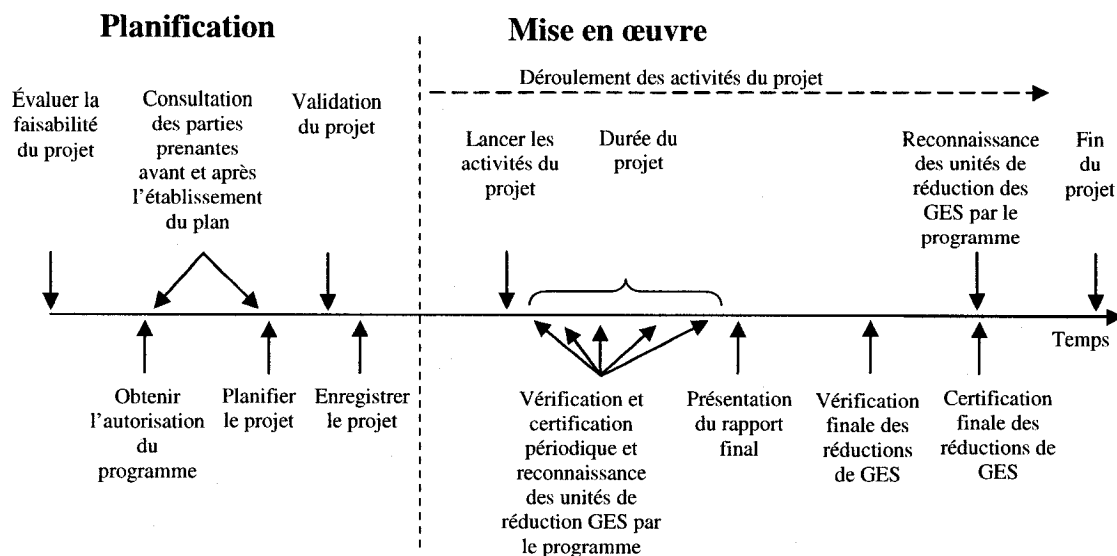 Planification
Mise en œuvre
Déroulement des activités du projet
Évaluer la
faisabilité
du projet
Consultation
des parties
prenantes
avant et après
l'établissement
du plan
Validation
du projet
Lancer les
activités du
projet
Durée du
projet
Reconnaissance
des unités de
réduction des
GES par le
programme
Fin
du
projet
Temps
Obtenir
l'autorisation
du
programme
Planifier
le projet
Enregistrer
le projet
Vérification et
certification
périodique et
reconnaissance
des unités de
réduction GES par
le programme
Présentation
du rapport
final
Vérification
finale des
réductions
de GES
Certification
finale des
réductions de
GES